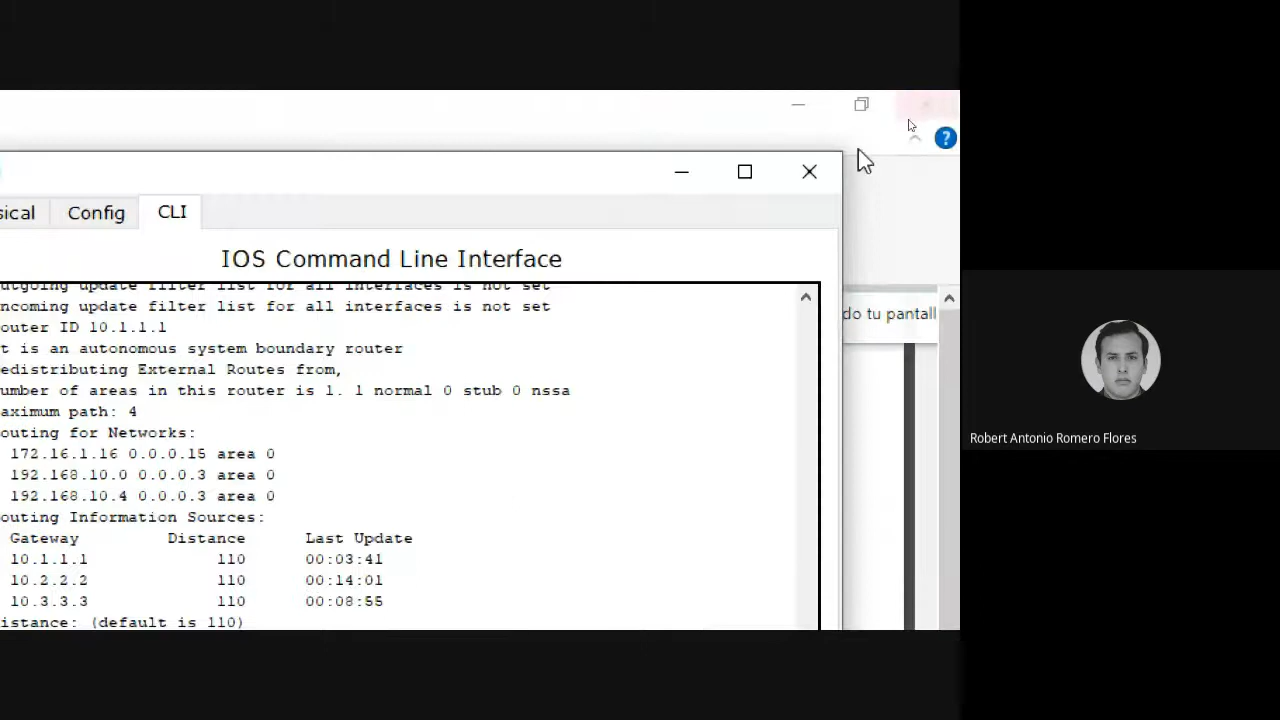 sical Config CLI
IOS Command Line Interface
utgoing update filter list for all interfaces is not set
ncoming update filter list for all interfaces is not set
outer ID 10.1.1.1
t is an autonomous system boundary router
edistributing External Routes from,
umber of areas in this router is 1. 1 normal 0 stub 0 nssa
aximum path: 4
outing for Networks:
172.16.1.16 0.0.0.15 area 0
192.168.10.0 0.0.0.3 area 0
192.168.10.4 0.0.0.3 area 0
outing Information Sources:
Gateway Distance Last Update
10.1.1.1 110 00:03:41
10.2.2.2 110 00:14:01
10.3.3.3 110 00:08:55
istance: (default is 110)
?
do tu pantall
Robert Antonio Romero Flores